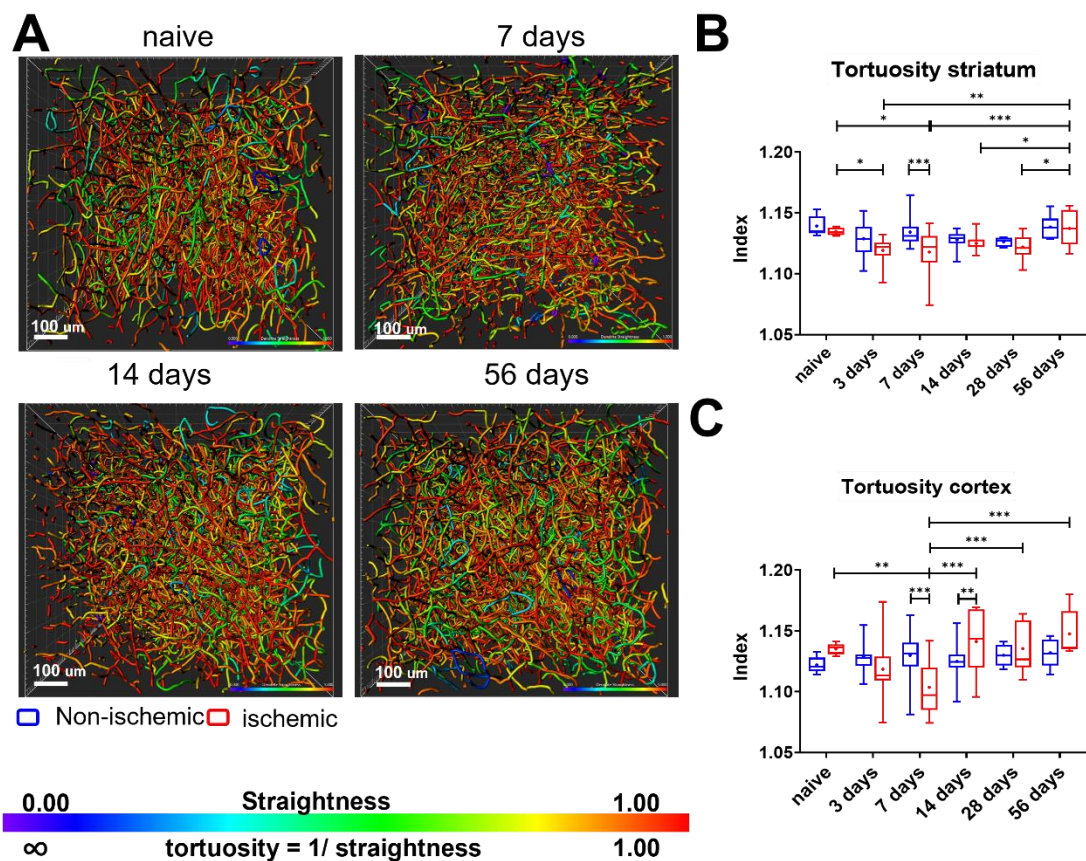 A
naive
7 days
100 um
100 um
14 days
56 days
100 um
100 um
Non-ischemic
ischemic
0.00
Straightness
1.00
∞
tortuosity = 1/ straightness
1.00
B
Tortuosity striatum
**
*
***
*
*
***
*
1.20
1.15
1.10
1.05
Index
naive
3 days
7 days
14 days
28 days
56 days
C
Tortuosity cortex
***
***
**
***
***
**
1.20
1.15
1.10
1.05
Index
naive
3 days
7 days
14 days
28 days
56 days